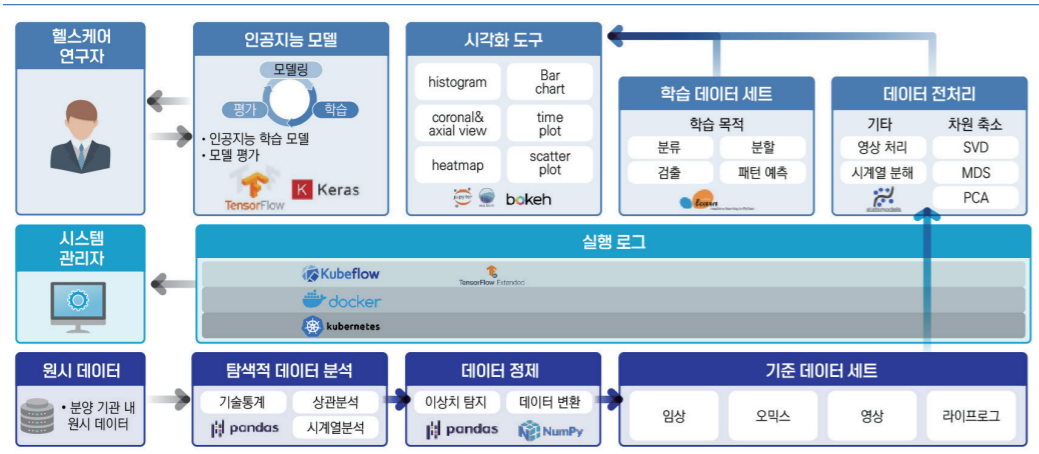 헬스케어
연구자
인공지능 모델
모델링
평가
학습
• 인공지능 학습 모델
• 모델 평가
TensorFlow
Keras
시각화 도구
histogram
Bar
chart
coronal&
axial view
time
plot
heatmap
scatter
plot
bokeh
학습 데이터 세트
학습 목적
분류
분할
검출
패턴 예측
learn
데이터 전처리
기타
차원 축소
영상 처리
SVD
시계열 분해
MDS
PCA
시스템
관리자
실행 로그
Kubeflow
TensorFlow Extended
docker
kubernetes
원시 데이터
• 분양 기관 내
원시 데이터
탐색적 데이터 분석
기술통계
상관분석
pandas
시계열분석
데이터 정제
이상치 탐지
데이터 변환
pandas
NumPy
기준 데이터 세트
임상
오믹스
영상
라이프로그